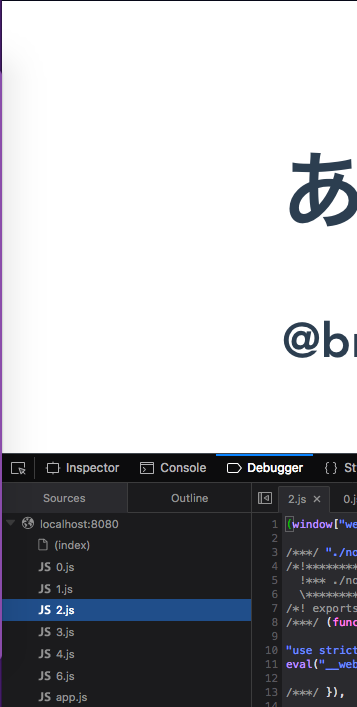 あ
@br
Inspector Console Debugger { } St
Sources Outline 2.js × 0.j
localhost:8080
(index)
JS 0.js
JS 1.js
JS 2.js
JS 3.js
JS 4.js
JS 6.js
JS app.js
1 (window["we
2
3 /***/ "./no
4 /*!********
5 !*** ./no
6 \********
7 /*! exports
8 /***/ (func
9
10 "use strict
11 eval("__web
12
13 /***/ }),
14